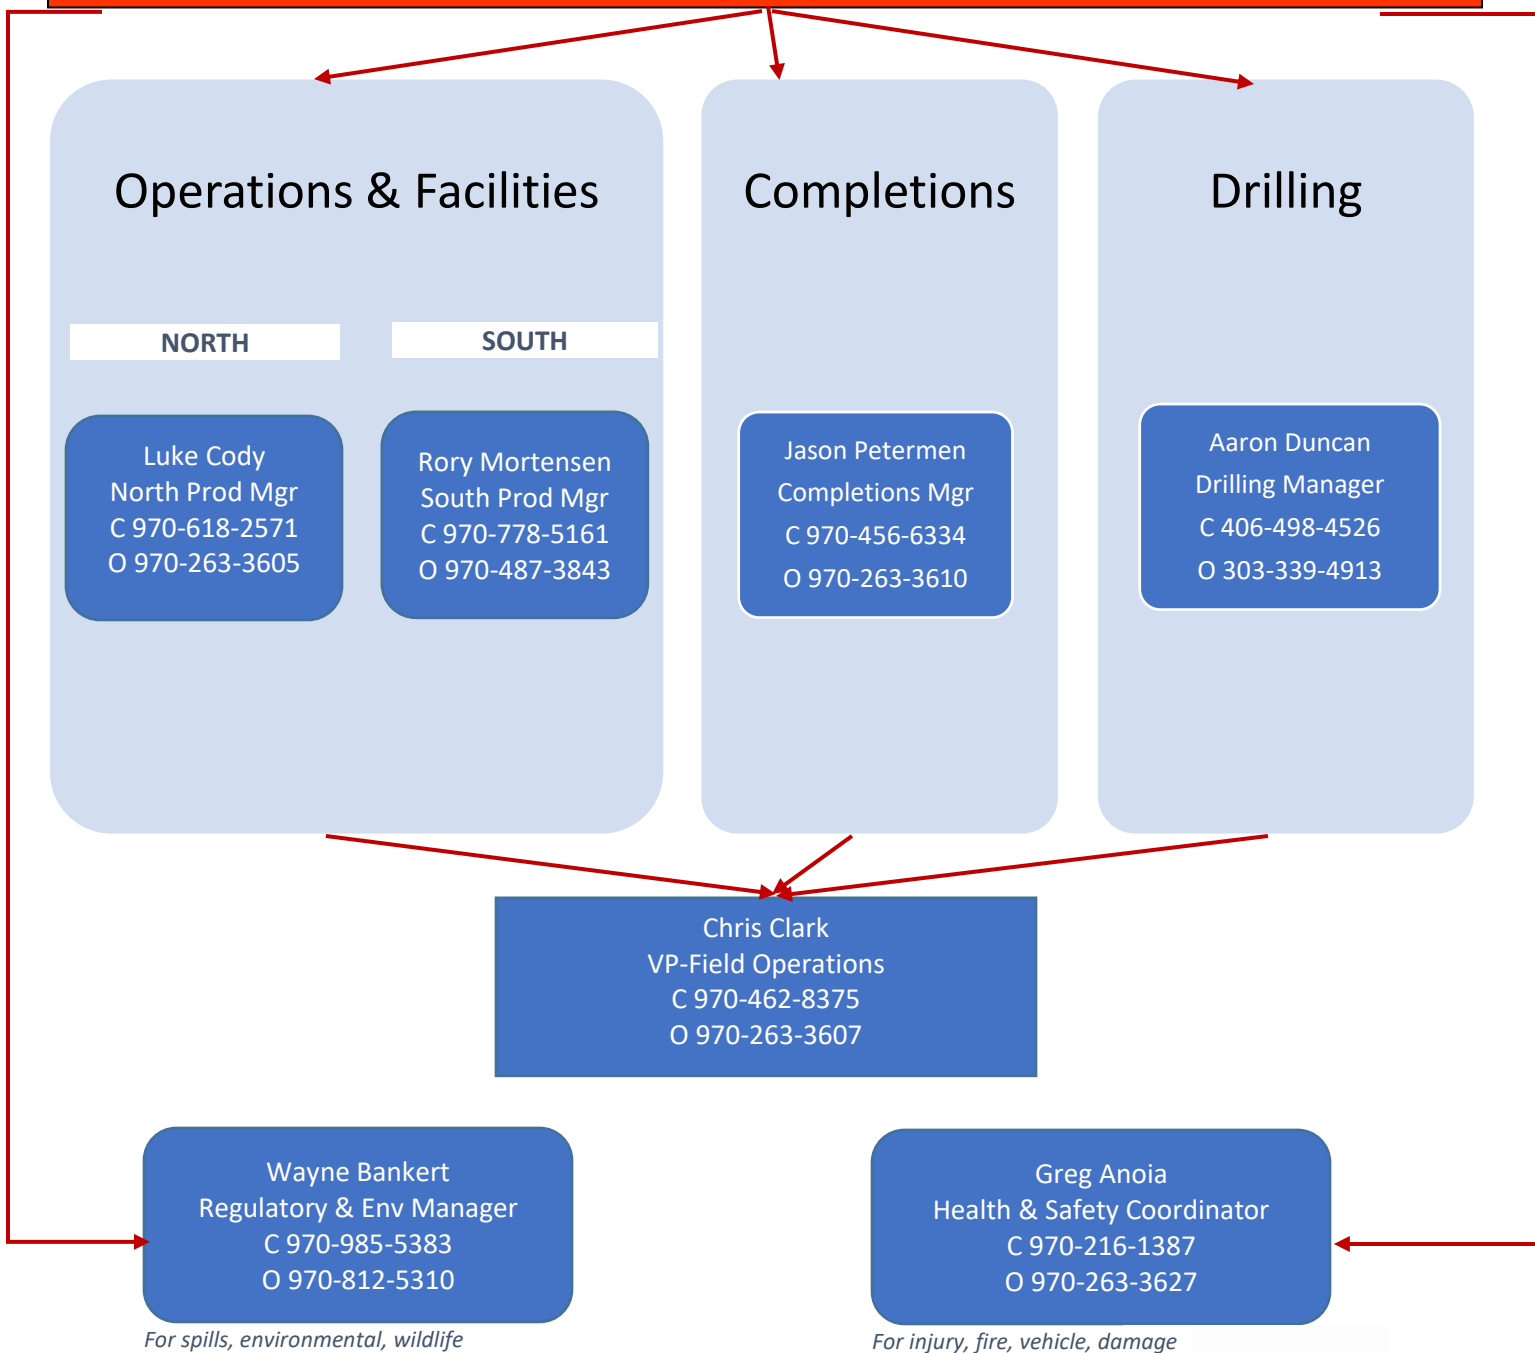 Operations & Facilities
Completions
Drilling
NORTH
SOUTH
Luke Cody
North Prod Mgr
C 970-618-2571
O 970-263-3605
Rory Mortensen
South Prod Mgr
C 970-778-5161
O 970-487-3843
Jason Petermen
Completions Mgr
C 970-456-6334
O 970-263-3610
Aaron Duncan
Drilling Manager
C 406-498-4526
O 303-339-4913
Chris Clark
VP-Field Operations
C 970-462-8375
O 970-263-3607
Wayne Bankert
Regulatory & Env Manager
C 970-985-5383
O 970-812-5310
For spills, environmental, wildlife
Greg Anoia
Health & Safety Coordinator
C 970-216-1387
O 970-263-3627
For injury, fire, vehicle, damage